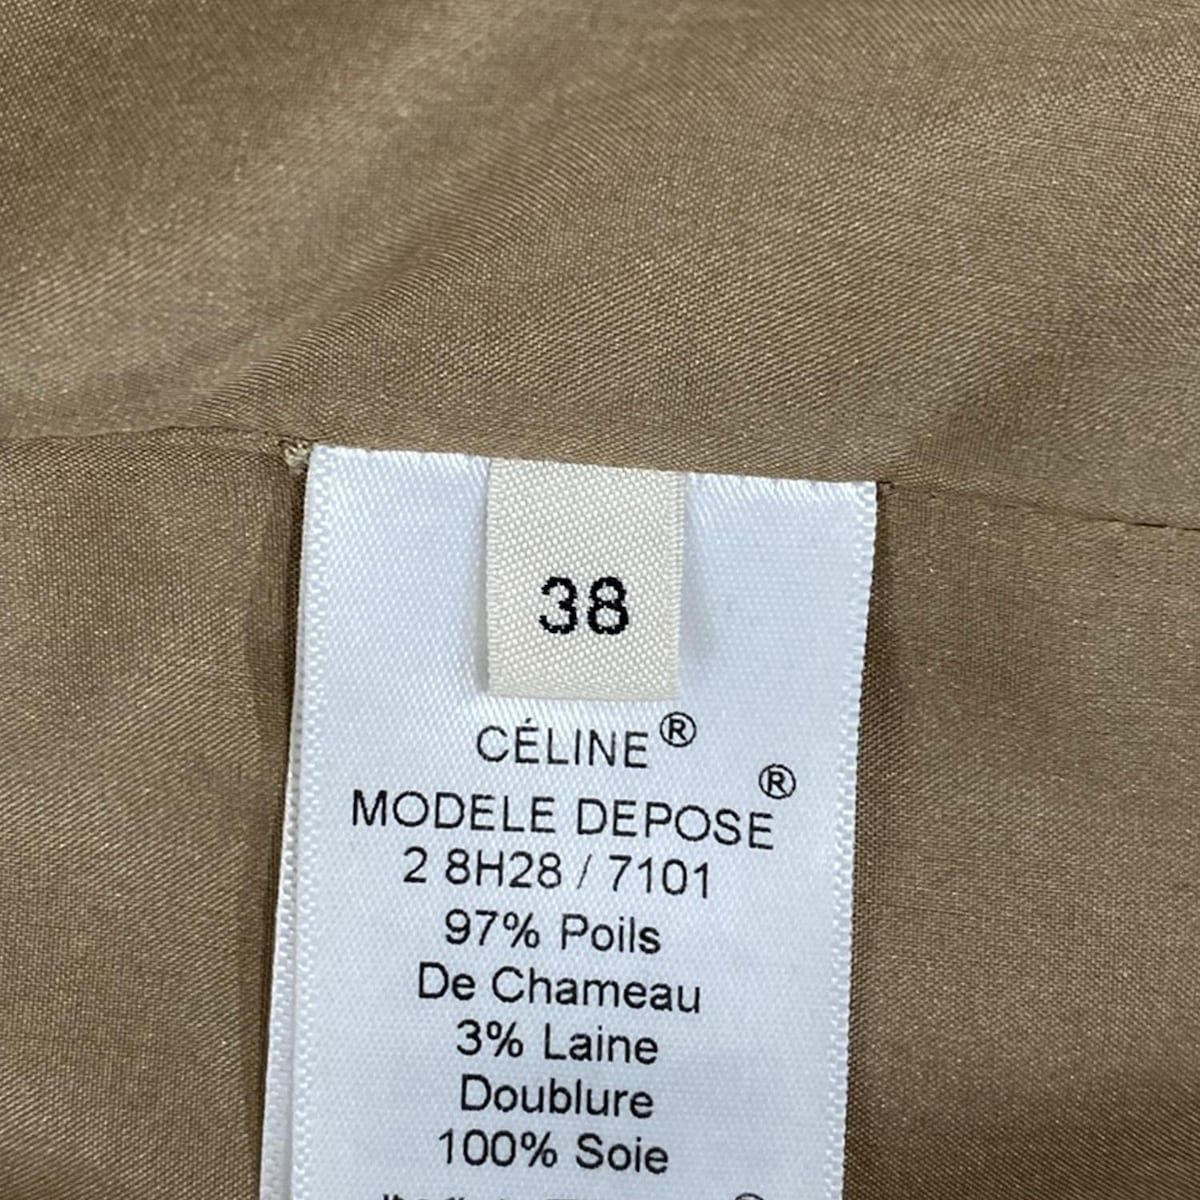 38
CÉLINE®
MODELE DEPOSE®
2 8H28 / 7101
97% Poils
De Chameau
3% Laine
Doublure
100% Soie